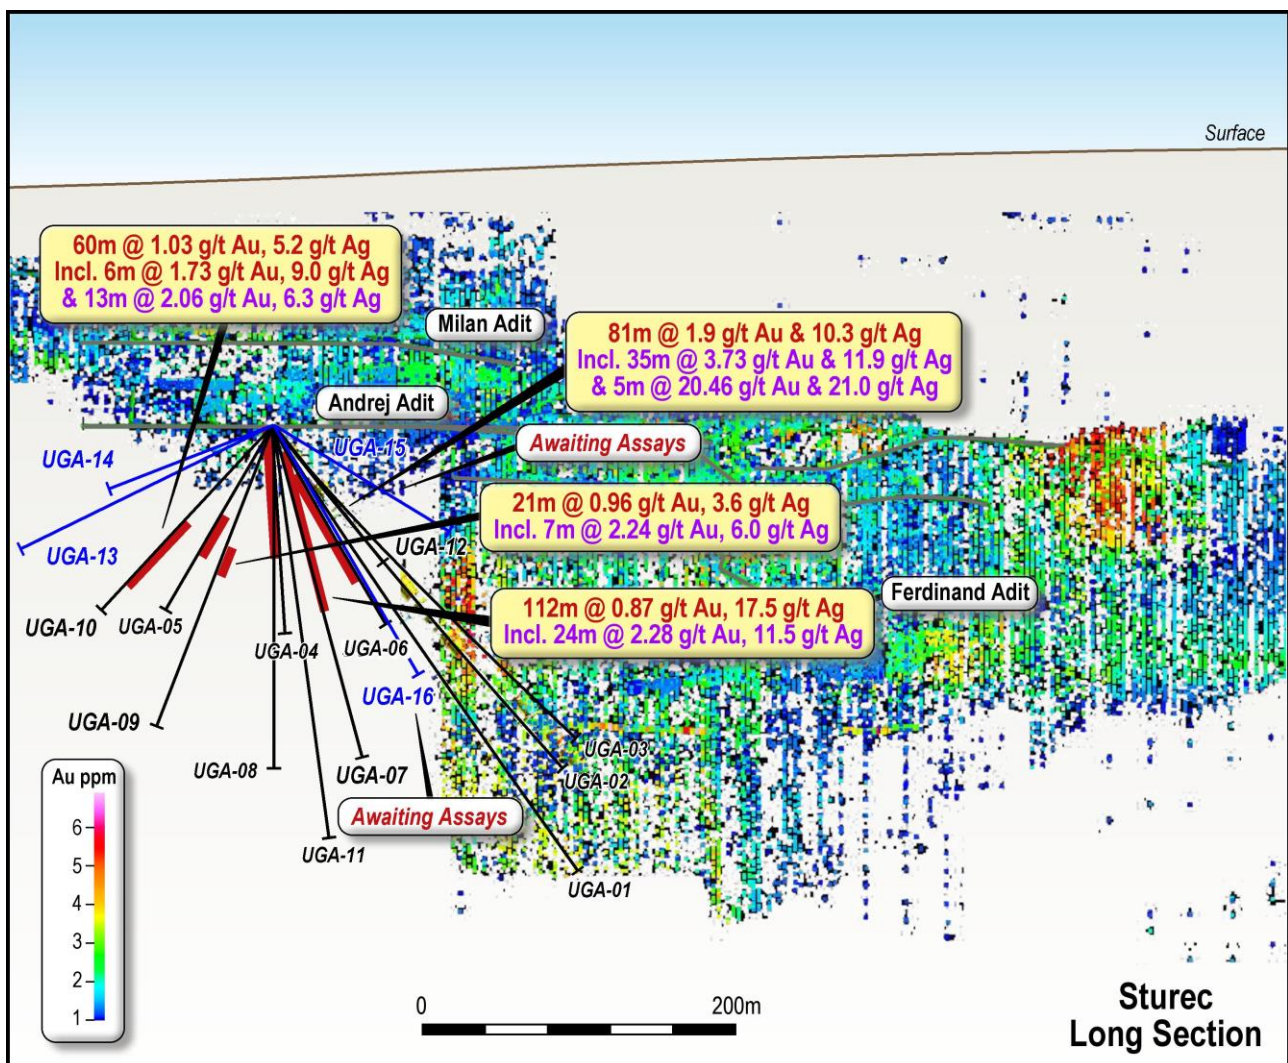 Surface
60m @ 1.03 g/t Au, 5.2 g/t Ag
Incl. 6m @ 1.73 g/t Au, 9.0 g/t Ag
& 13m @ 2.06 g/t Au, 6.3 g/t Ag
Milan Adit
81m @ 1.9 g/t Au & 10.3 g/t Ag
Incl. 35m @ 3.73 g/t Au & 11.9 g/t Ag
& 5m @ 20.46 g/t Au & 21.0 g/t Ag
Andrej Adit
UGA-14
UGA-15
Awaiting Assays
21m @ 0.96 g/t Au, 3.6 g/t Ag
Incl. 7m @ 2.24 g/t Au, 6.0 g/t Ag
UGA-13
UGA-12
Ferdinand Adit
112m @ 0.87 g/t Au, 17.5 g/t Ag
Incl. 24m @ 2.28 g/t Au, 11.5 g/t Ag
UGA-10
UGA-05
UGA-04
UGA-06
UGA-16
UGA-09
UGA-08
UGA-07
UGA-03
UGA-02
Awaiting Assays
UGA-11
UGA-01
Au ppm
6
5
4
3
2
1
0
200m
Sturec
Long Section